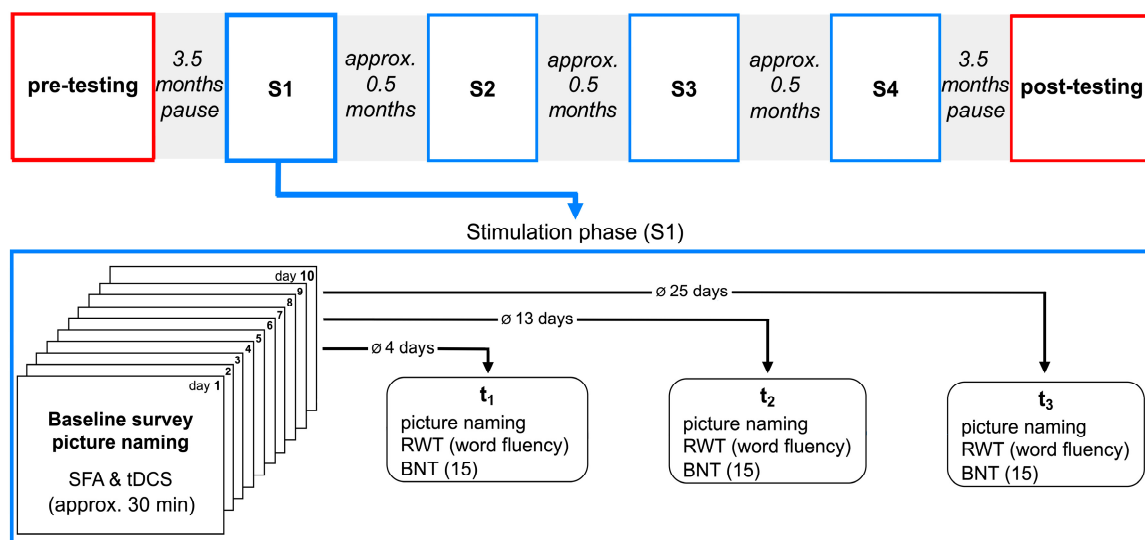 pre-testing
3.5
months
pause
S1
approx.
0.5
months
S2
approx.
0.5
months
S3
approx.
0.5
months
S4
3.5
months
pause
post-testing
Stimulation phase (S1)
day 10
9
8
7
6
5
4
3
2
day 1
Baseline survey
picture naming
SFA & tDCS
(approx. 30 min)
ø 25 days
ø 13 days
ø 4 days
t₁
picture naming
RWT (word fluency)
BNT (15)
t₂
picture naming
RWT (word fluency)
BNT (15)
t₃
picture naming
RWT (word fluency)
BNT (15)